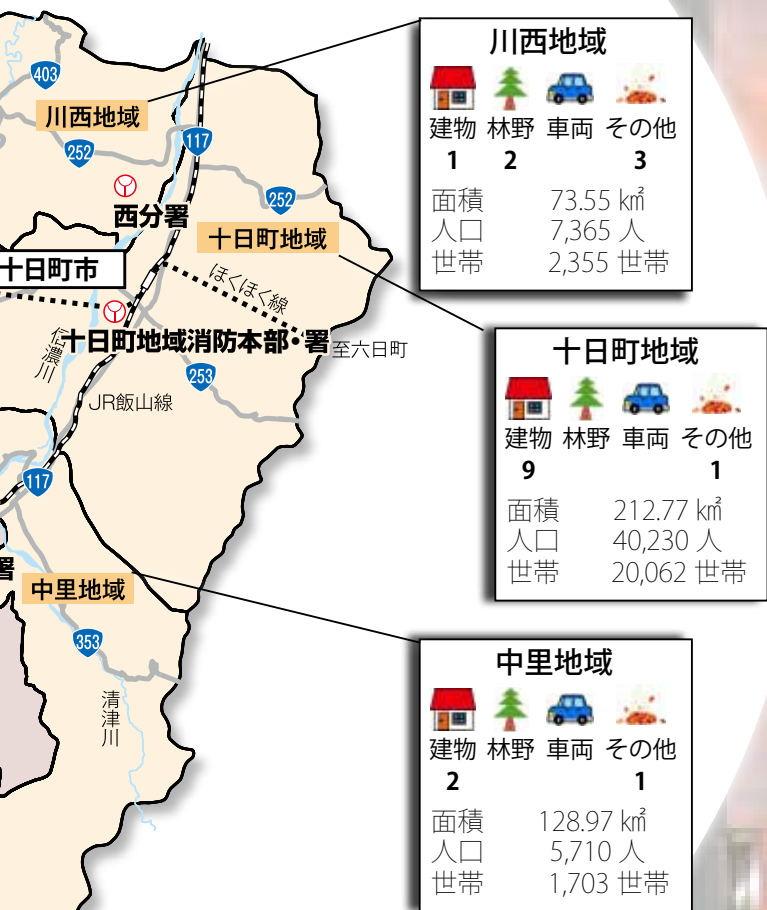 403
川西地域
252
117
西分署
252
十日町地域
十日町市
ほくほく線
信濃川
十日町地域消防本部・署
至六日町
253
JR飯山線
117
署
中里地域
353
清津川
川西地域
建物 林野 車両 その他
1 2 3
面積 73.55 ㎢
人口 7,365 人
世帯 2,355 世帯
十日町地域
建物 林野 車両 その他
9 1
面積 212.77 ㎢
人口 40,230 人
世帯 20,062 世帯
中里地域
建物 林野 車両 その他
2 1
面積 128.97 ㎢
人口 5,710 人
世帯 1,703 世帯